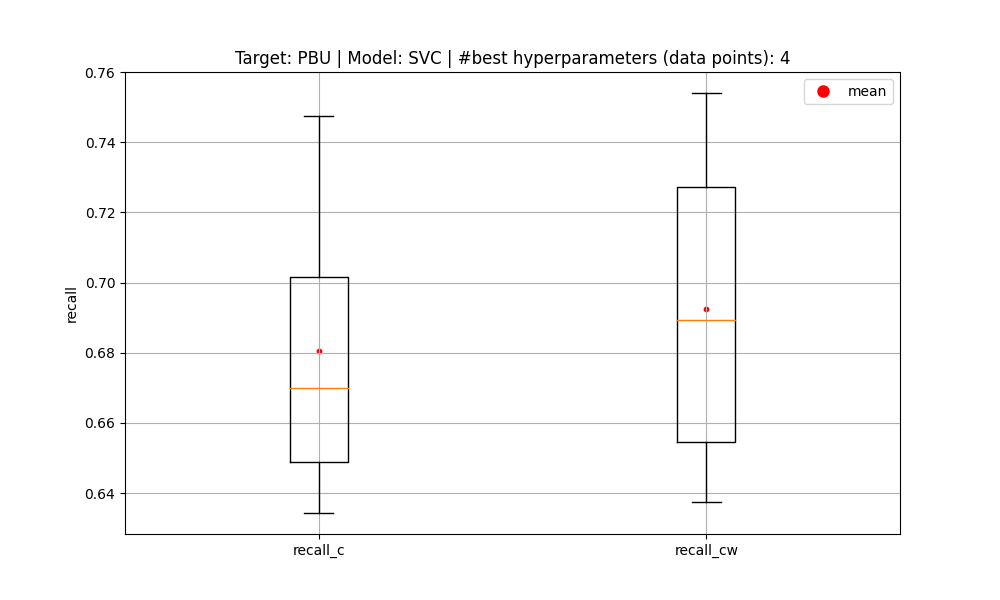 Target: PBU | Model: SVC | #best hyperparameters (data points): 4
mean
0.76
0.74
0.72
0.70
0.68
0.66
0.64
recall
recall_c
recall_cw